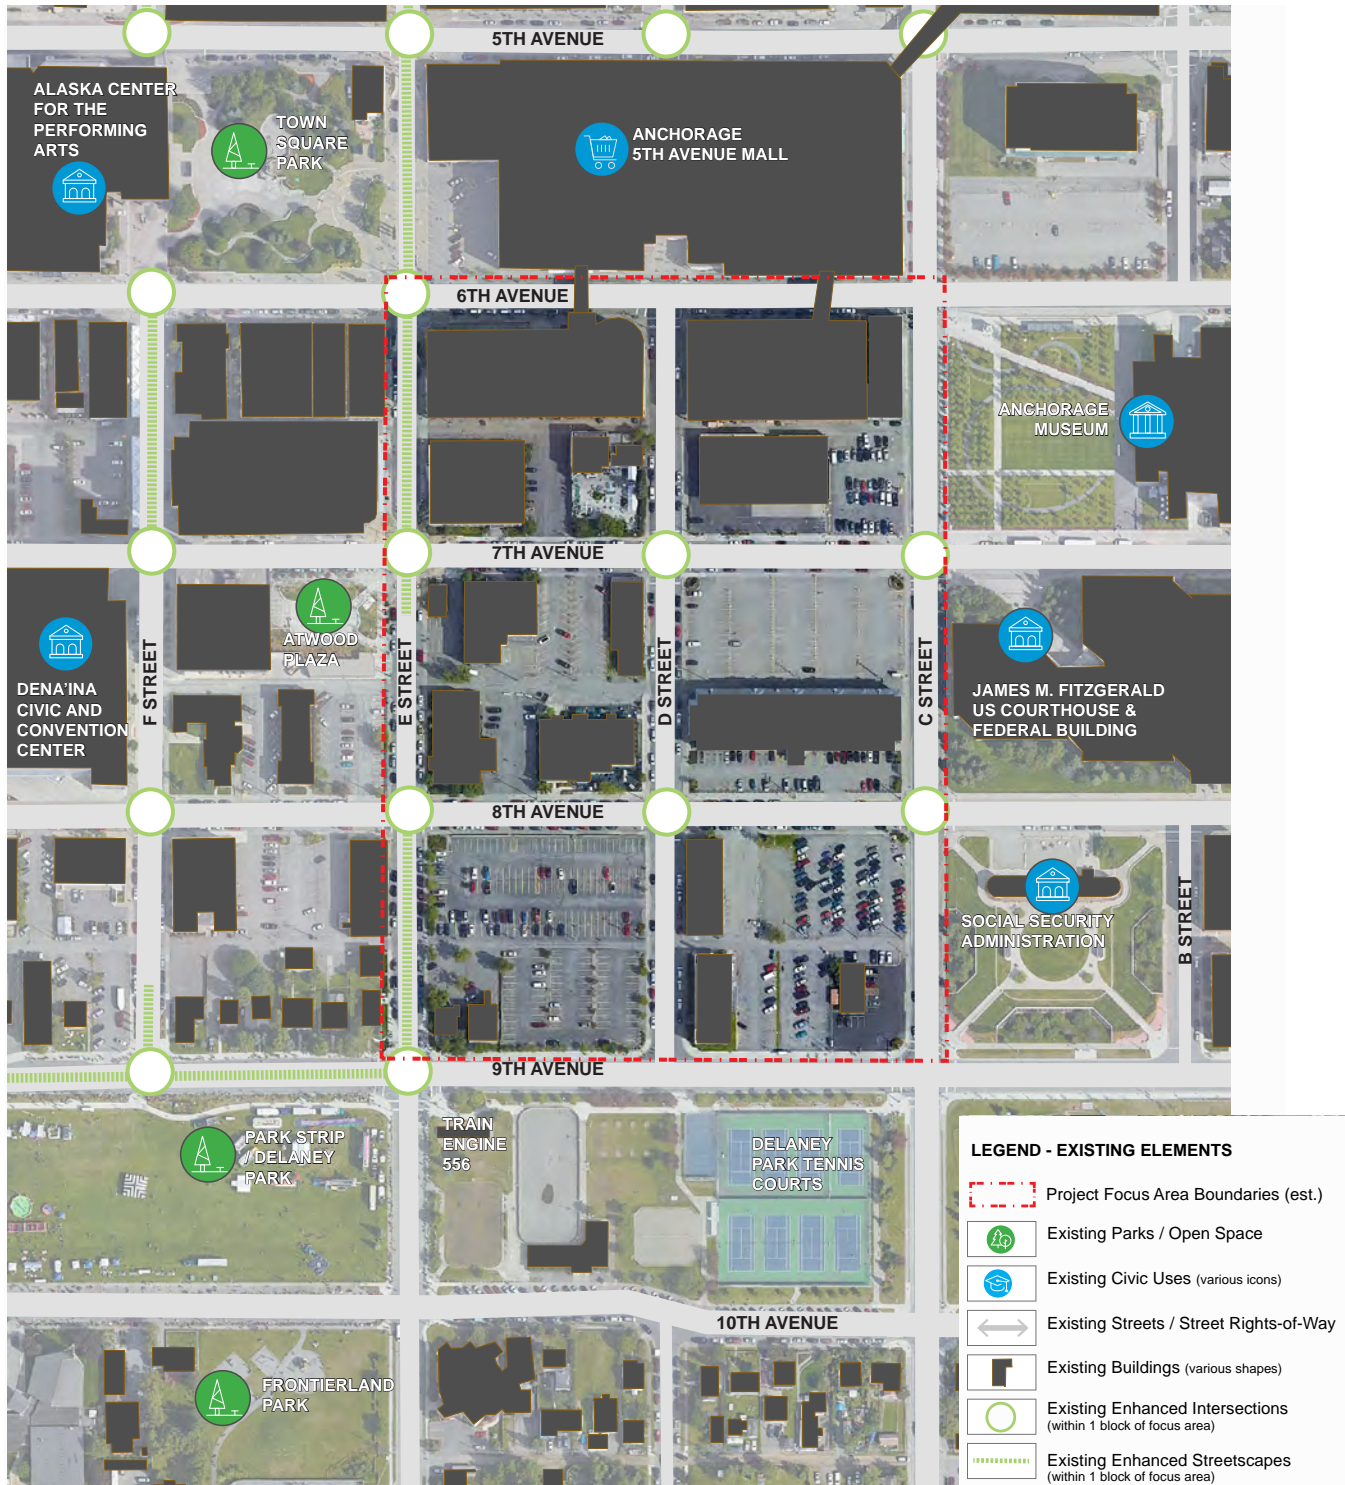 5TH AVENUE
ALASKA CENTER
FOR THE
PERFORMING
ARTS
TOWN
SQUARE
PARK
ANCHORAGE
5TH AVENUE MALL
6TH AVENUE
ANCHORAGE
MUSEUM
7TH AVENUE
ATWOOD
PLAZA
DENA'INA
CIVIC AND
CONVENTION
CENTER
F STREET
E STREET
D STREET
C STREET
JAMES M. FITZGERALD
US COURTHOUSE &
FEDERAL BUILDING
8TH AVENUE
SOCIAL SECURITY
ADMINISTRATION
B STREET
9TH AVENUE
PARK STRIP
/ DELANEY
PARK
TRAIN
ENGINE
556
DELANEY
PARK TENNIS
COURTS
10TH AVENUE
FRONTIERLAND
PARK
LEGEND - EXISTING ELEMENTS
Project Focus Area Boundaries (est.)
Existing Parks / Open Space
Existing Civic Uses (various icons)
Existing Streets / Street Rights-of-Way
Existing Buildings (various shapes)
Existing Enhanced Intersections
(within 1 block of focus area)
Existing Enhanced Streetscapes
(within 1 block of focus area)